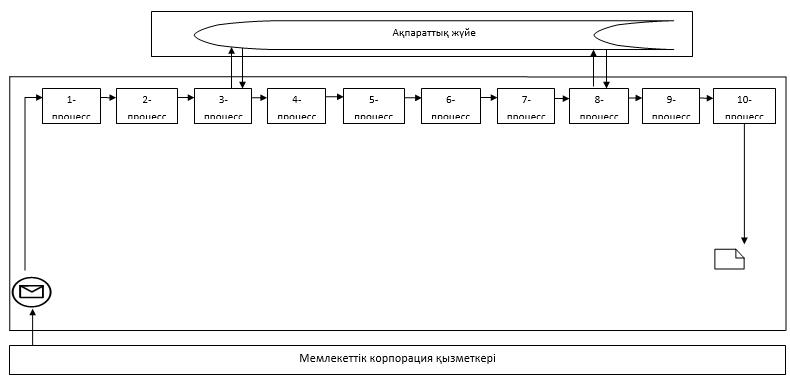 Ақпараттық жүйе
1-
процесс
2-
процесс
3-
процесс
4-
процесс
5-
процесс
6-
процесс
7-
процесс
8-
процесс
9-
процесс
10-
процесс
Мемлекеттік корпорация қызметкері